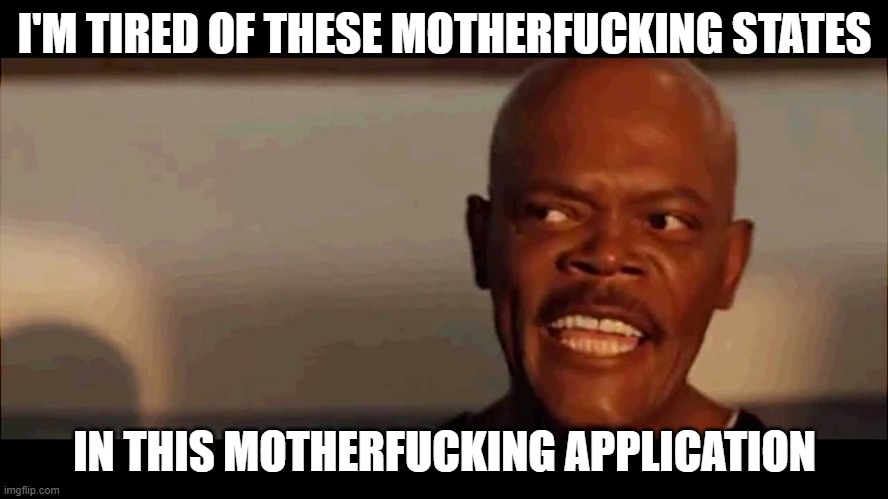 I'M TIRED OF THESE MOTHERFUCKING STATES
IN THIS MOTHERFUCKING APPLICATION
imgflip.com